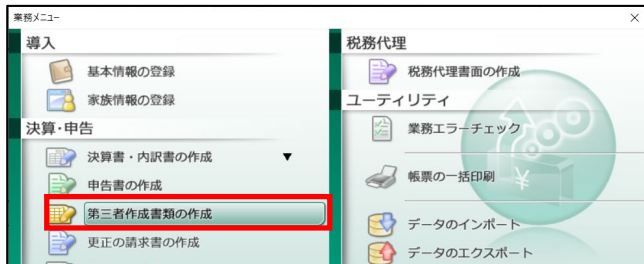 業務メニュー
×
導入
基本情報の登録
家族情報の登録
決算・申告
決算書・内訳書の作成 ▼
申告書の作成
第三者作成書類の作成
更正の請求書の作成
税務代理
税務代理書面の作成
ユーティリティ
業務エラーチェック
帳票の一括印刷
データのインポート
データのエクスポート